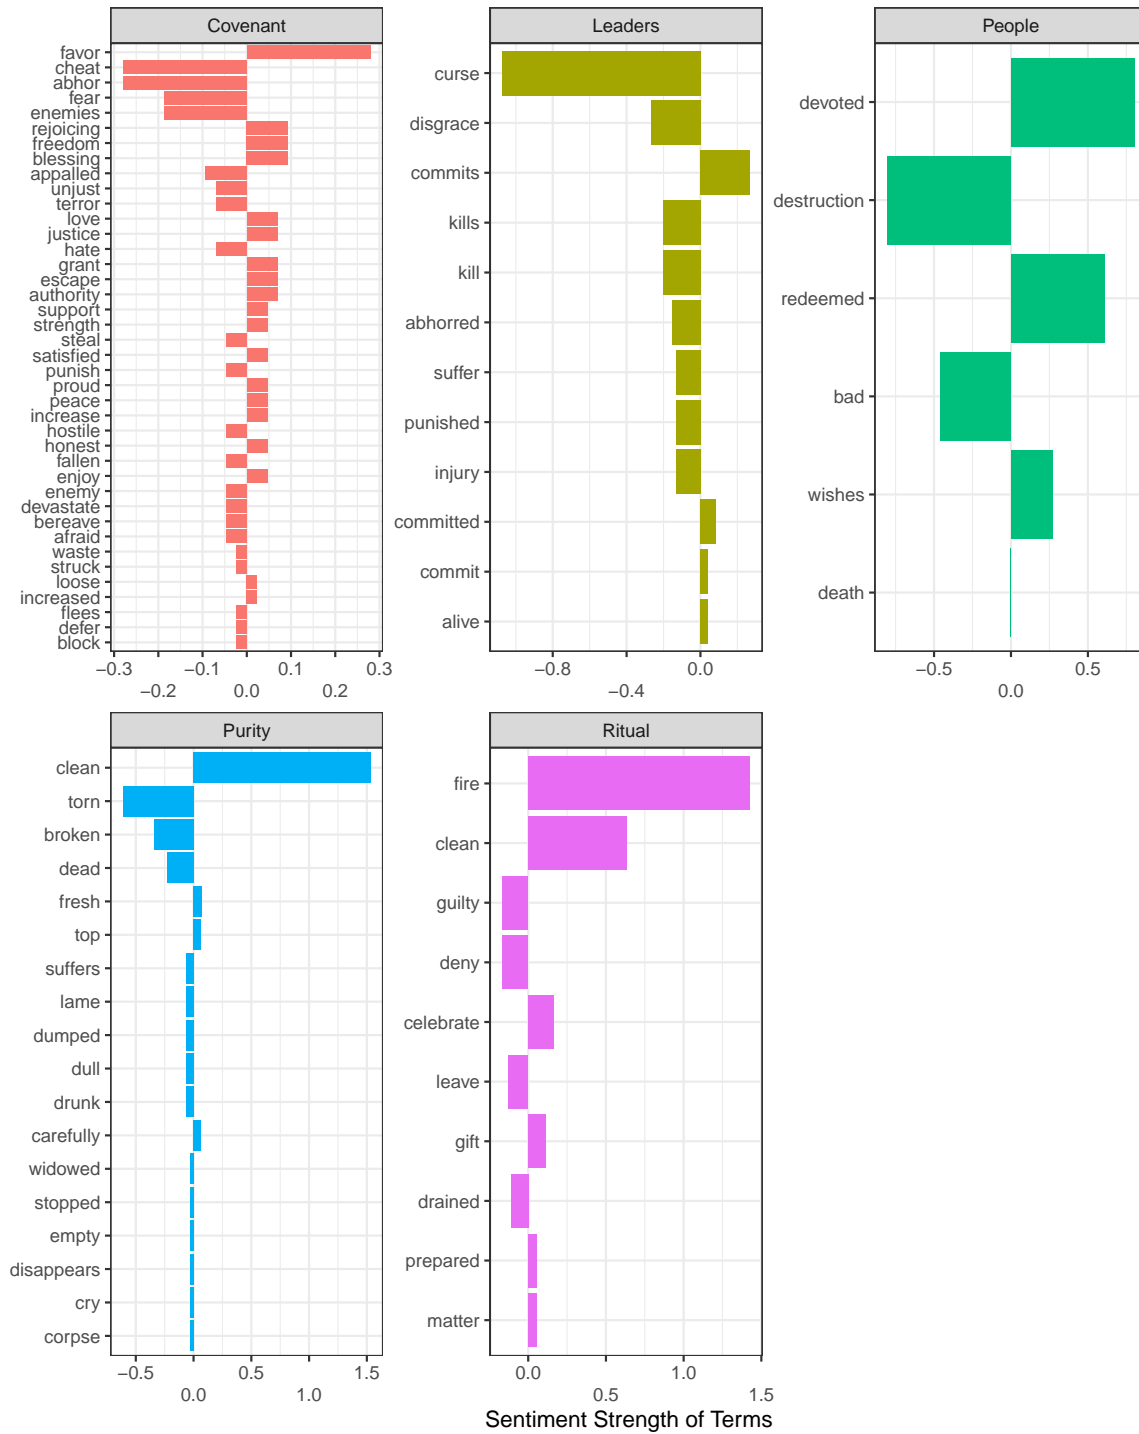 Covenant
favor
cheat
abhor
fear
enemies
rejoicing
freedom
blessing
appalled
unjust
terror
love
justice
hate
grant
escape
authority
support
strength
steal
satisfied
punish
proud
peace
increase
hostile
honest
fallen
enjoy
enemy
devastate
bereave
afraid
waste
struck
loose
increased
flees
defer
block
−0.3 −0.1 0.1 0.3
−0.2 0.0 0.2
Leaders
curse
disgrace
commits
kills
kill
abhorred
suffer
punished
injury
committed
commit
alive
−0.8 0.0
−0.4
People
devoted
destruction
redeemed
bad
wishes
death
−0.5 0.5
0.0
Purity
clean
torn
broken
dead
fresh
top
suffers
lame
dumped
dull
drunk
carefully
widowed
stopped
empty
disappears
cry
corpse
−0.5 0.5 1.5
0.0 1.0
Ritual
fire
clean
guilty
deny
celebrate
leave
gift
drained
prepared
matter
0.0 1.0
0.5 1.5
Sentiment Strength of Terms